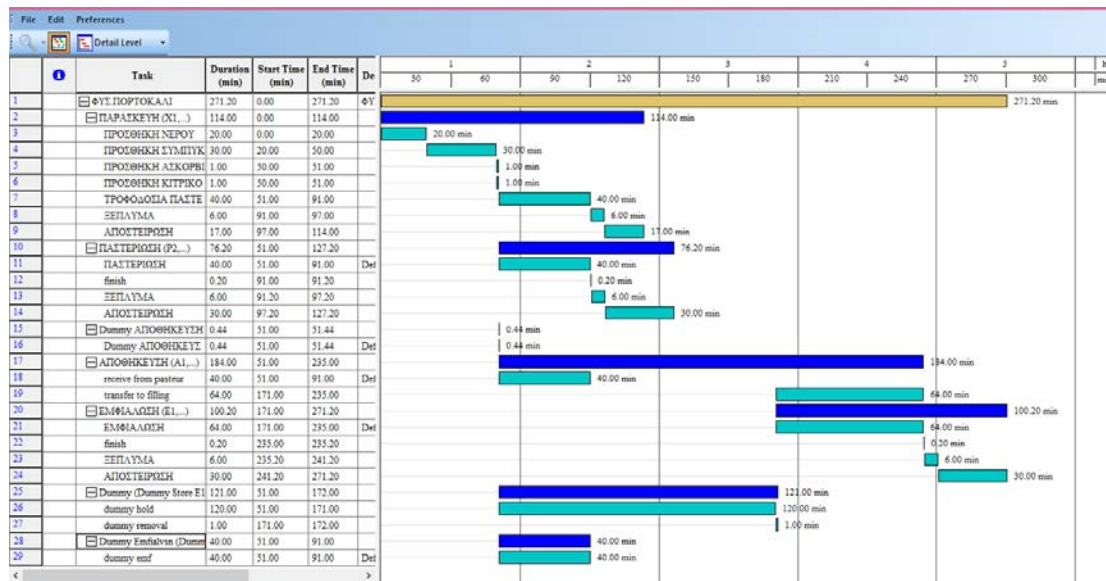 File Edit Preferences
Detail Level
Task Duration (min) Start Time (min) End Time (min) De
1 2 3 4 5 h
30 60 90 120 150 180 210 240 270 300 m
1 ΦΥΣ.ΠΟΡΤΟΚΑΛΙ 271.20 0.00 271.20 ΦΥ 271.20 min
2 ΠΑΡΑΣΚΕΥΗ (X1,...) 114.00 0.00 114.00 114.00 min
3 ΠΡΟΣΘΗΚΗ ΝΕΡΟΥ 20.00 0.00 20.00 20.00 min
4 ΠΡΟΣΘΗΚΗ ΣΥΜΠΥΚ 30.00 20.00 50.00 30.00 min
5 ΠΡΟΣΘΗΚΗ ΑΣΚΟΡΒΙ 1.00 50.00 51.00 1.00 min
6 ΠΡΟΣΘΗΚΗ ΚΙΤΡΙΚΟ 1.00 50.00 51.00 1.00 min
7 ΤΡΟΦΟΔΟΣΙΑ ΠΑΣΤΕ 40.00 51.00 91.00 40.00 min
8 ΞΕΠΛΥΜΑ 6.00 91.00 97.00 6.00 min
9 ΑΠΟΣΤΕΙΡΩΣΗ 17.00 97.00 114.00 17.00 min
10 ΠΑΣΤΕΡΙΩΣΗ (P2,...) 76.20 51.00 127.20 76.20 min
11 ΠΑΣΤΕΡΙΩΣΗ 40.00 51.00 91.00 Def 40.00 min
12 finish 0.20 91.00 91.20 0.20 min
13 ΞΕΠΛΥΜΑ 6.00 91.20 97.20 6.00 min
14 ΑΠΟΣΤΕΙΡΩΣΗ 30.00 97.20 127.20 30.00 min
15 Dummy ΑΠΟΘΗΚΕΥΣΗ 0.44 51.00 51.44 0.44 min
16 Dummy ΑΠΟΘΗΚΕΥΣ 0.44 51.00 51.44 Def 0.44 min
17 ΑΠΟΘΗΚΕΥΣΗ (A1,...) 184.00 51.00 235.00 184.00 min
18 receive from pasteur 40.00 51.00 91.00 Def 40.00 min
19 transfer to filling 64.00 171.00 235.00 64.00 min
20 ΕΜΦΙΑΛΩΣΗ (E1,...) 100.20 171.00 271.20 100.20 min
21 ΕΜΦΙΑΛΩΣΗ 64.00 171.00 235.00 Def 64.00 min
22 finish 0.20 235.00 235.20 0.20 min
23 ΞΕΠΛΥΜΑ 6.00 235.20 241.20 6.00 min
24 ΑΠΟΣΤΕΙΡΩΣΗ 30.00 241.20 271.20 30.00 min
25 Dummy (Dummy Store E1 121.00 51.00 172.00 121.00 min
26 dummy hold 120.00 51.00 171.00 120.00 min
27 dummy removal 1.00 171.00 172.00 1.00 min
28 Dummy Emfialvsn (Dumm 40.00 51.00 91.00 40.00 min
29 dummy emf 40.00 51.00 91.00 Def 40.00 min